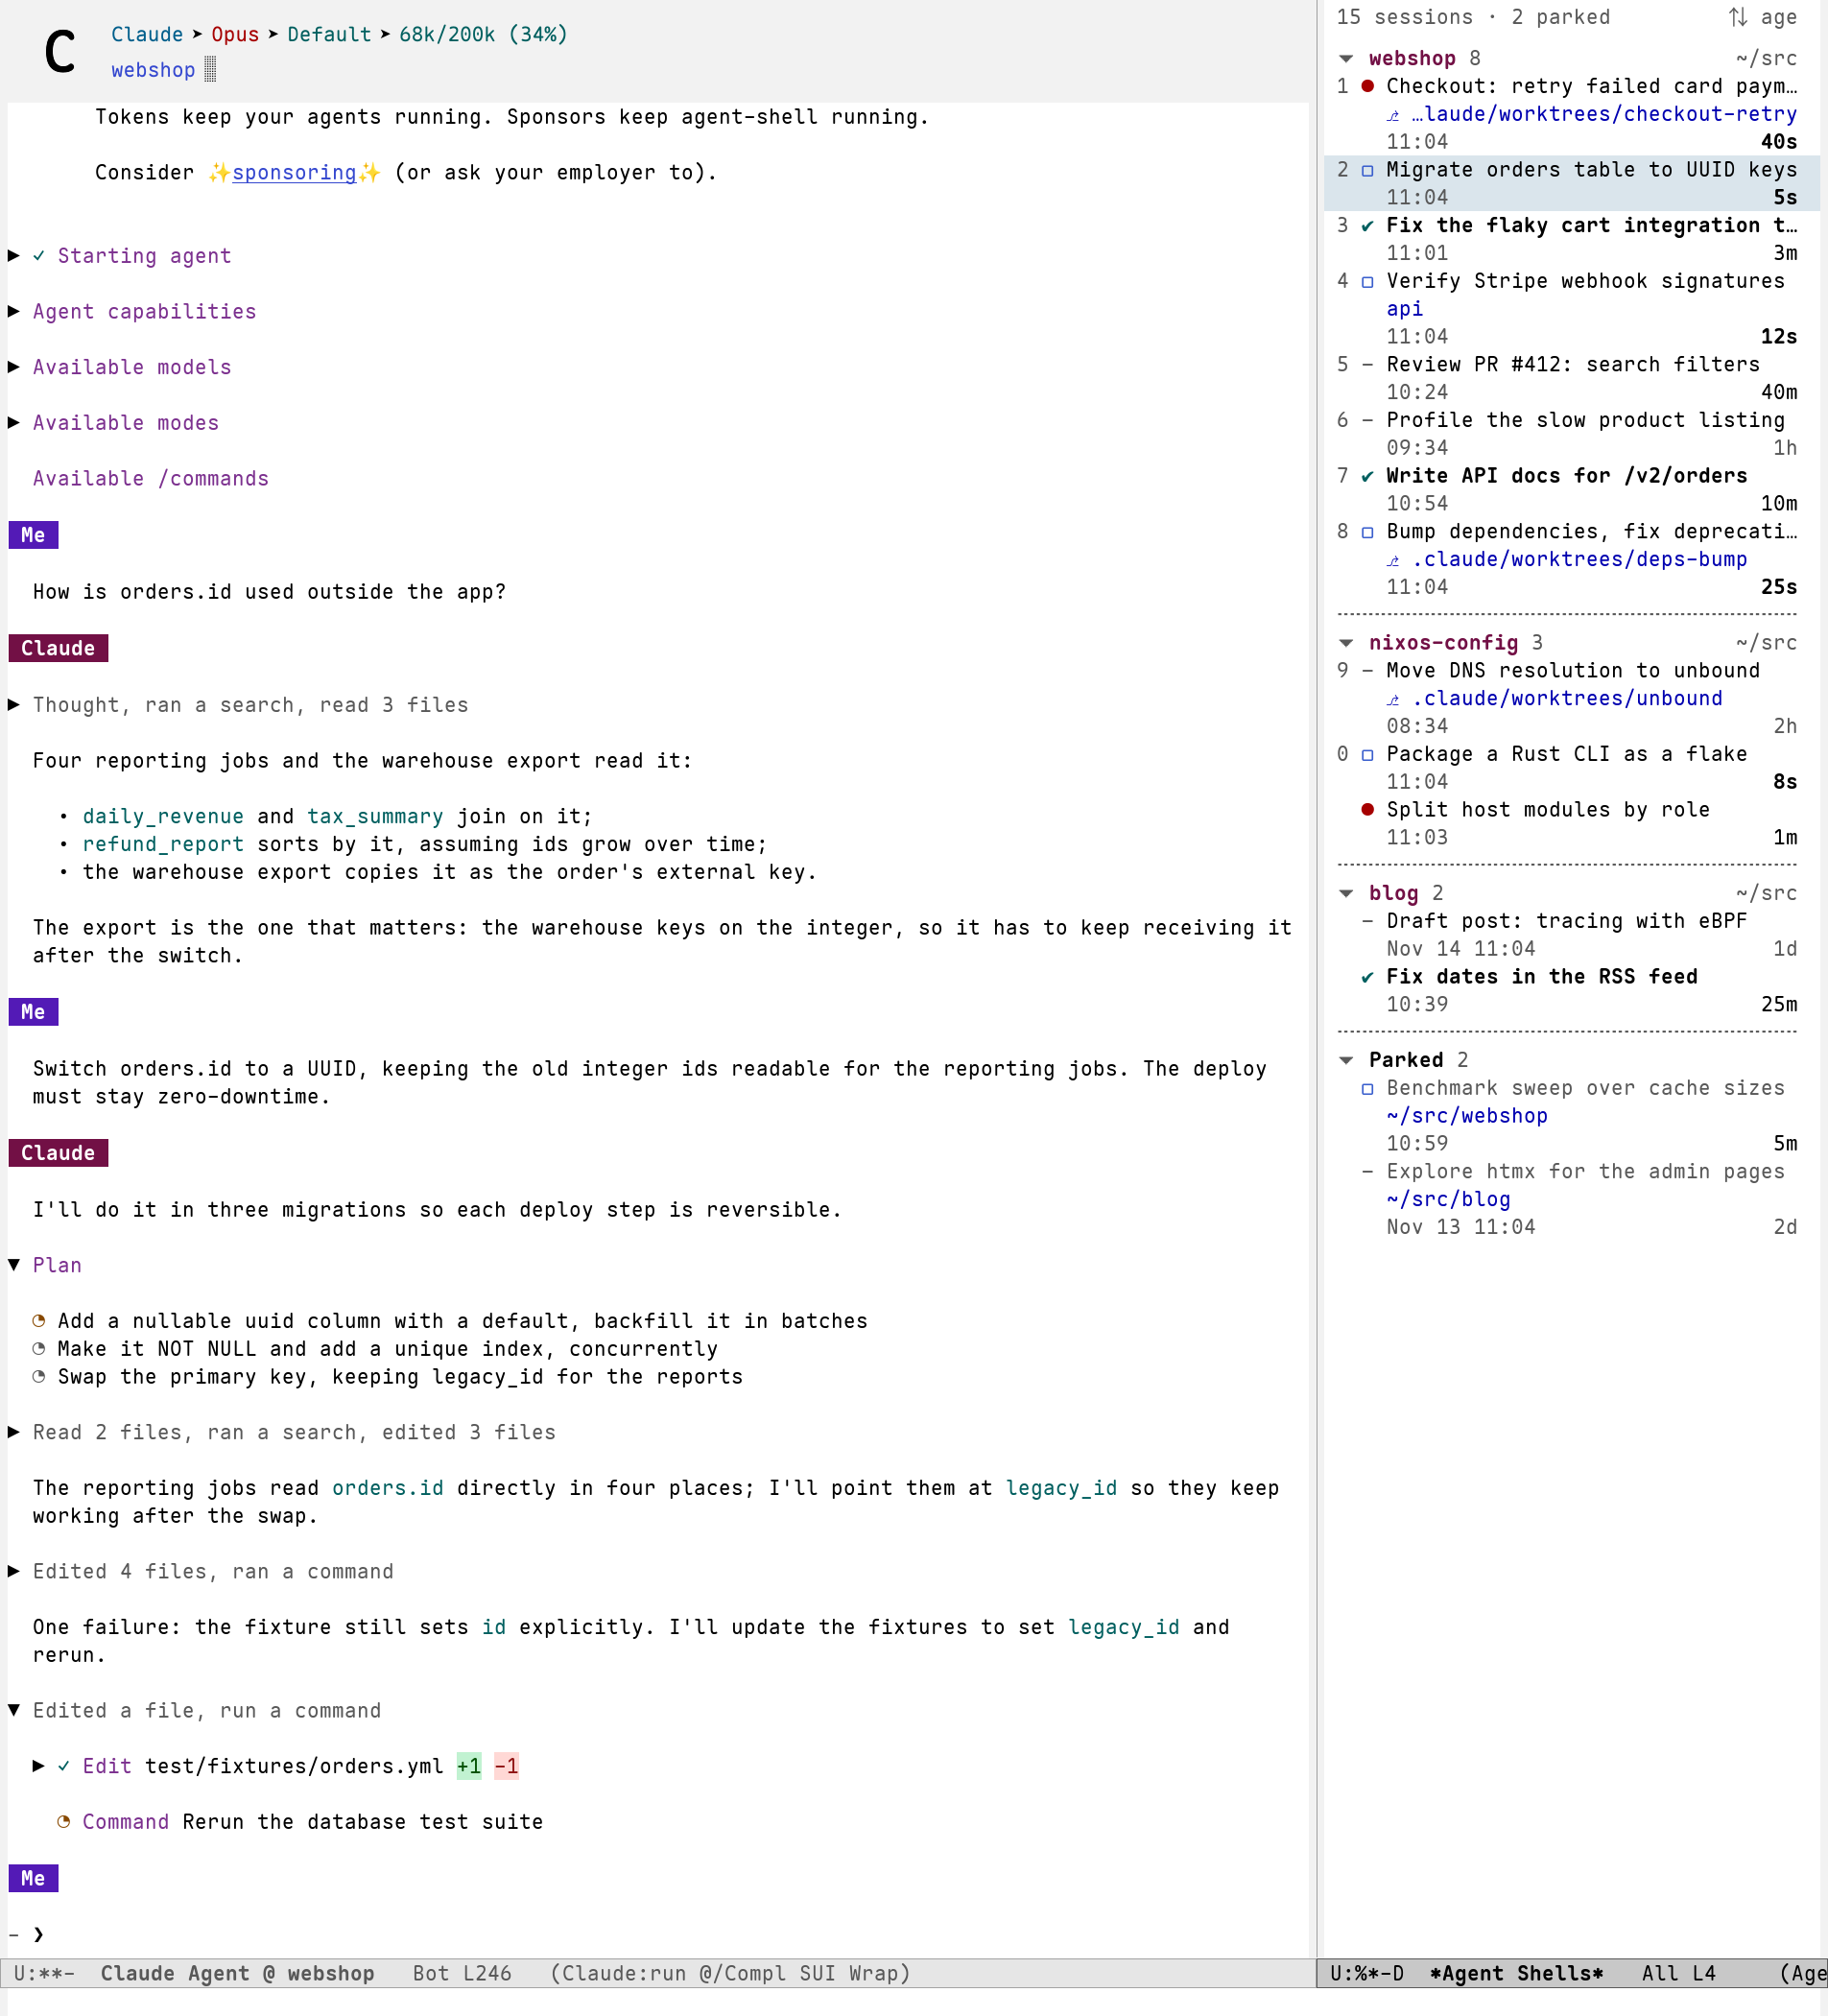 C
Claude ➤ Opus ➤ Default ➤ 68k/200k (34%)
webshop
Tokens keep your agents running. Sponsors keep agent-shell running.
Consider ✨sponsoring✨ (or ask your employer to).
▶ ✓ Starting agent
▶ Agent capabilities
▶ Available models
▶ Available modes
Available /commands
Me
How is orders.id used outside the app?
Claude
▶ Thought, ran a search, read 3 files
Four reporting jobs and the warehouse export read it:
• daily_revenue and tax_summary join on it;
• refund_report sorts by it, assuming ids grow over time;
• the warehouse export copies it as the order's external key.
The export is the one that matters: the warehouse keys on the integer, so it has to keep receiving it
after the switch.
Me
Switch orders.id to a UUID, keeping the old integer ids readable for the reporting jobs. The deploy
must stay zero-downtime.
Claude
I'll do it in three migrations so each deploy step is reversible.
▼ Plan
◔ Add a nullable uuid column with a default, backfill it in batches
◔ Make it NOT NULL and add a unique index, concurrently
◔ Swap the primary key, keeping legacy_id for the reports
▶ Read 2 files, ran a search, edited 3 files
The reporting jobs read orders.id directly in four places; I'll point them at legacy_id so they keep
working after the swap.
▶ Edited 4 files, ran a command
One failure: the fixture still sets id explicitly. I'll update the fixtures to set legacy_id and
rerun.
▼ Edited a file, run a command
▶ ✓ Edit test/fixtures/orders.yml +1 -1
◔ Command Rerun the database test suite
Me
- ❯
U:**-  Claude Agent @ webshop   Bot L246   (Claude:run @/Compl SUI Wrap)
15 sessions · 2 parked ⇅ age
▼ webshop 8 ~/src
1 ● Checkout: retry failed card paym…
⎇ …laude/worktrees/checkout-retry
11:04 40s
2 □ Migrate orders table to UUID keys
11:04 5s
3 ✔ Fix the flaky cart integration t…
11:01 3m
4 □ Verify Stripe webhook signatures
api
11:04 12s
5 – Review PR #412: search filters
10:24 40m
6 – Profile the slow product listing
09:34 1h
7 ✔ Write API docs for /v2/orders
10:54 10m
8 □ Bump dependencies, fix deprecati…
⎇ .claude/worktrees/deps-bump
11:04 25s
▼ nixos-config 3 ~/src
9 – Move DNS resolution to unbound
⎇ .claude/worktrees/unbound
08:34 2h
0 □ Package a Rust CLI as a flake
11:04 8s
● Split host modules by role
11:03 1m
▼ blog 2 ~/src
– Draft post: tracing with eBPF
Nov 14 11:04 1d
✔ Fix dates in the RSS feed
10:39 25m
▼ Parked 2
□ Benchmark sweep over cache sizes
~/src/webshop
10:59 5m
– Explore htmx for the admin pages
~/src/blog
Nov 13 11:04 2d
U:%*-D  *Agent Shells*   All L4   (Age